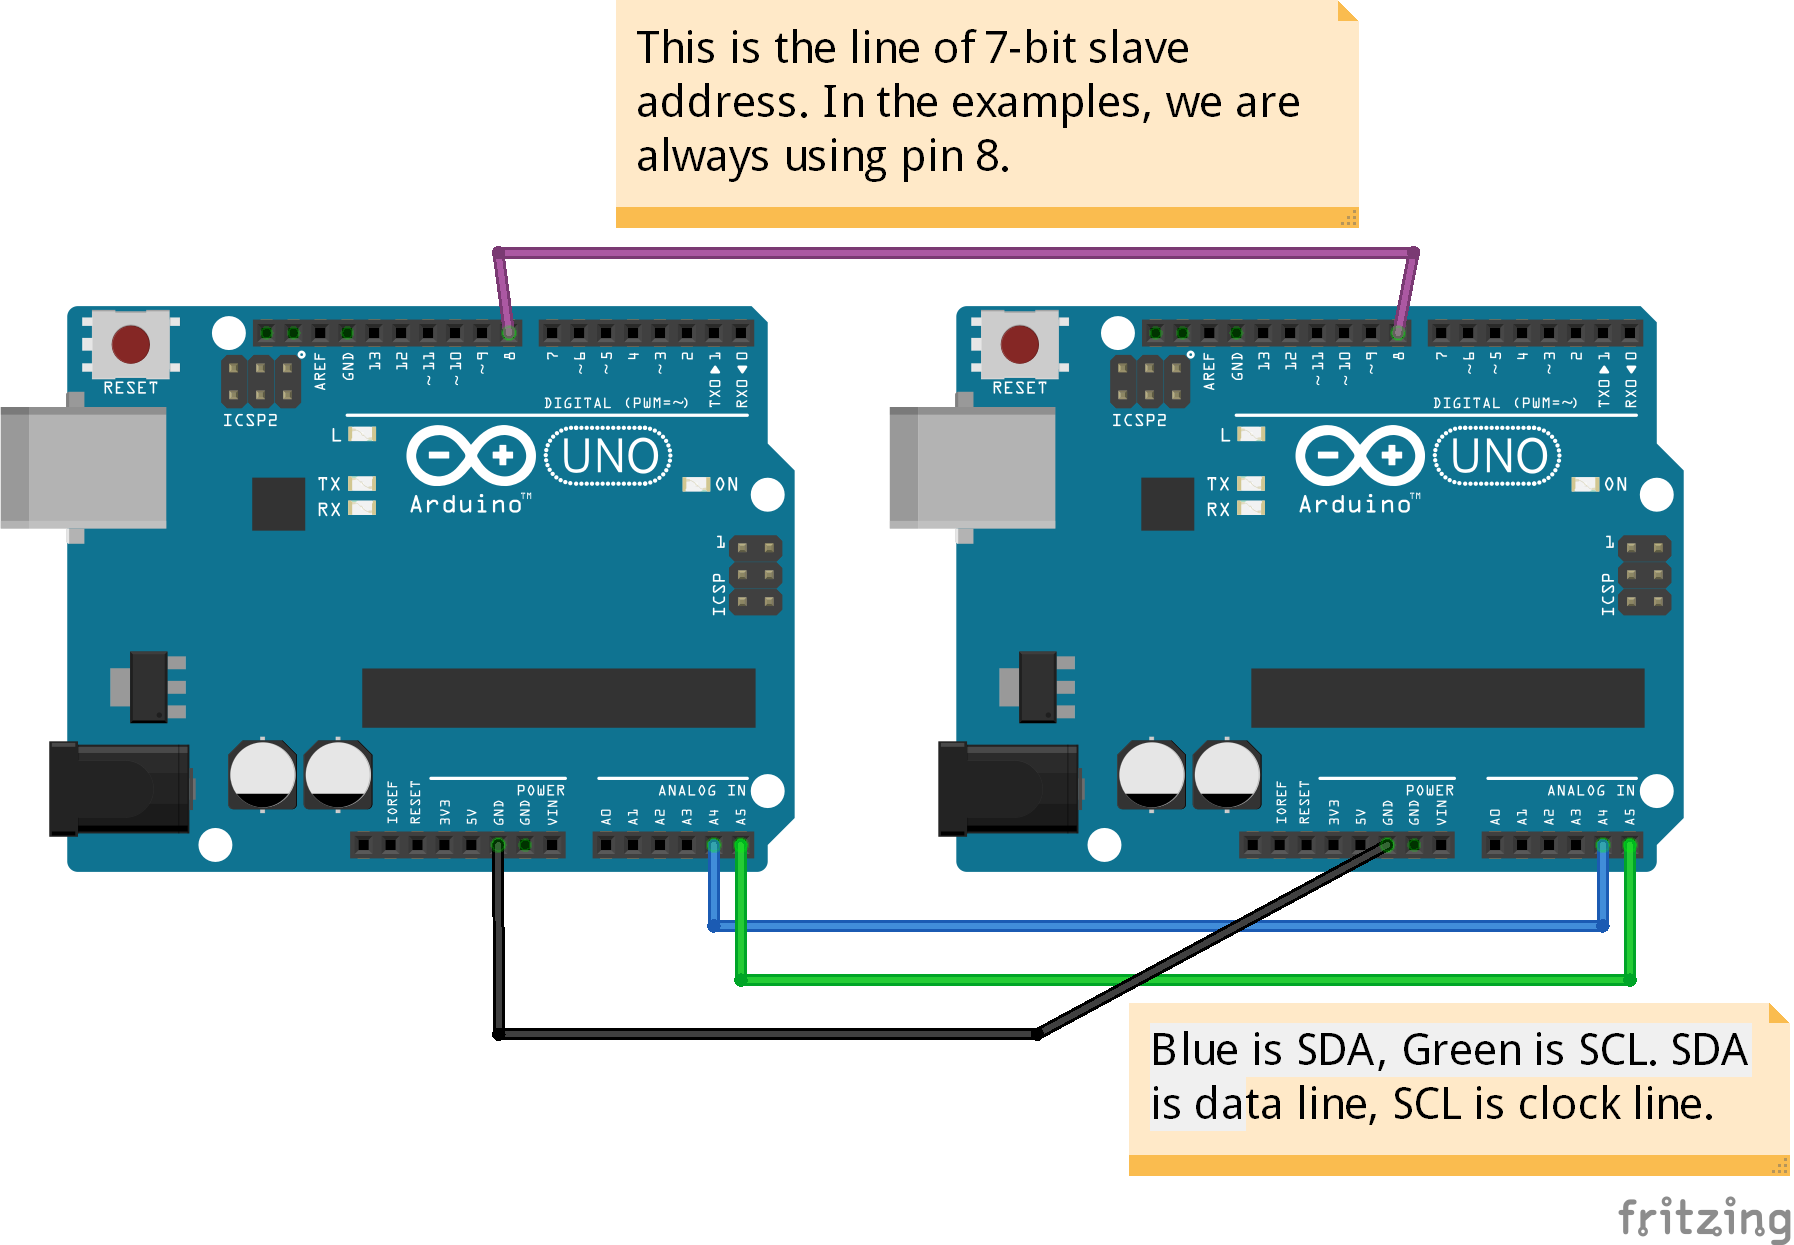 This is the line of 7-bit slave
address. In the examples, we are
always using pin 8.
RESET
ICSP2
AREF
GND
13
12
~11
~10
~9
8
7
~6
~5
4
~3
2
TX0 ▶ 1
RX0 ◀ 0
DIGITAL (PWM=~)
L
TX
RX
UNO
Arduino™
ON
1
ICSP
IOREF
RESET
3V3
5V
GND
GND
VIN
POWER
A0
A1
A2
A3
A4
A5
ANALOG IN
RESET
ICSP2
AREF
GND
13
12
~11
~10
~9
8
7
~6
~5
4
~3
2
TX0 ▶ 1
RX0 ◀ 0
DIGITAL (PWM=~)
L
TX
RX
UNO
Arduino™
ON
1
ICSP
IOREF
RESET
3V3
5V
GND
GND
VIN
POWER
A0
A1
A2
A3
A4
A5
ANALOG IN
Blue is SDA, Green is SCL. SDA
is data line, SCL is clock line.
fritzing